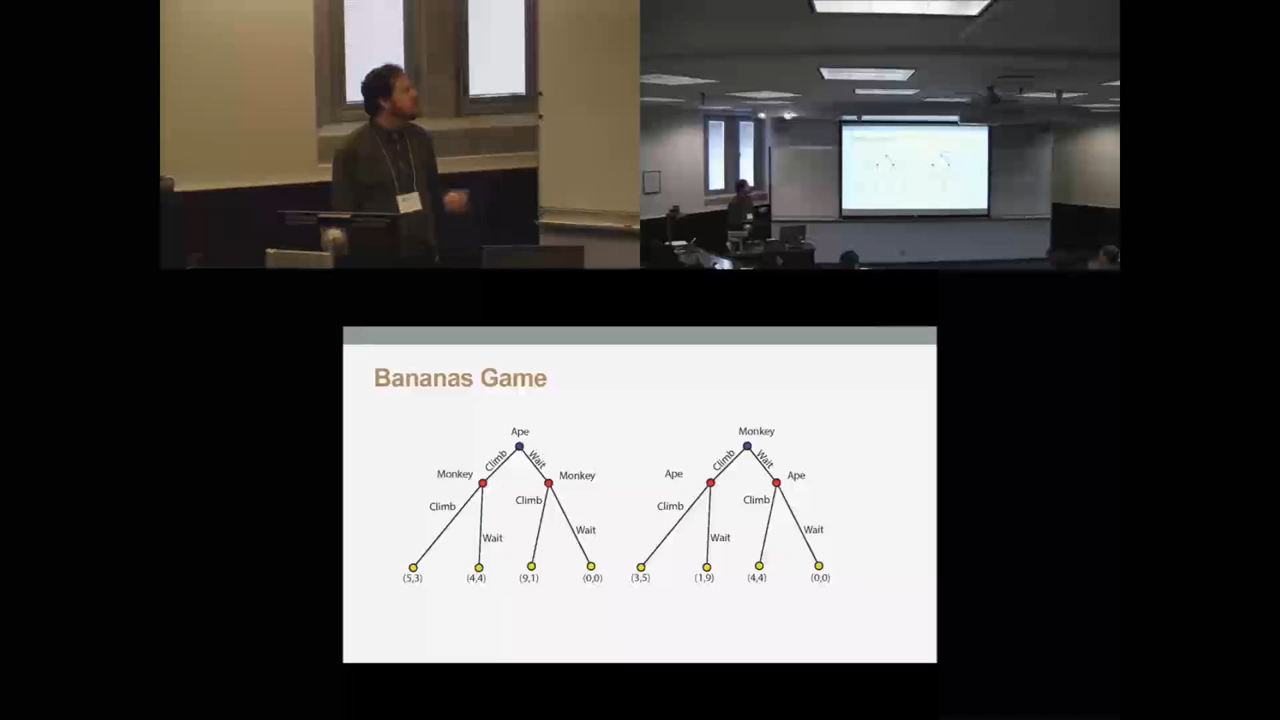 Bananas Game
Ape
Climb
Wait
Monkey
Monkey
Climb
Wait
Climb
Wait
(5,3)
(4,4)
(9,1)
(0,0)
Monkey
Climb
Wait
Ape
Ape
Climb
Wait
Climb
Wait
(3,5)
(1,9)
(4,4)
(0,0)